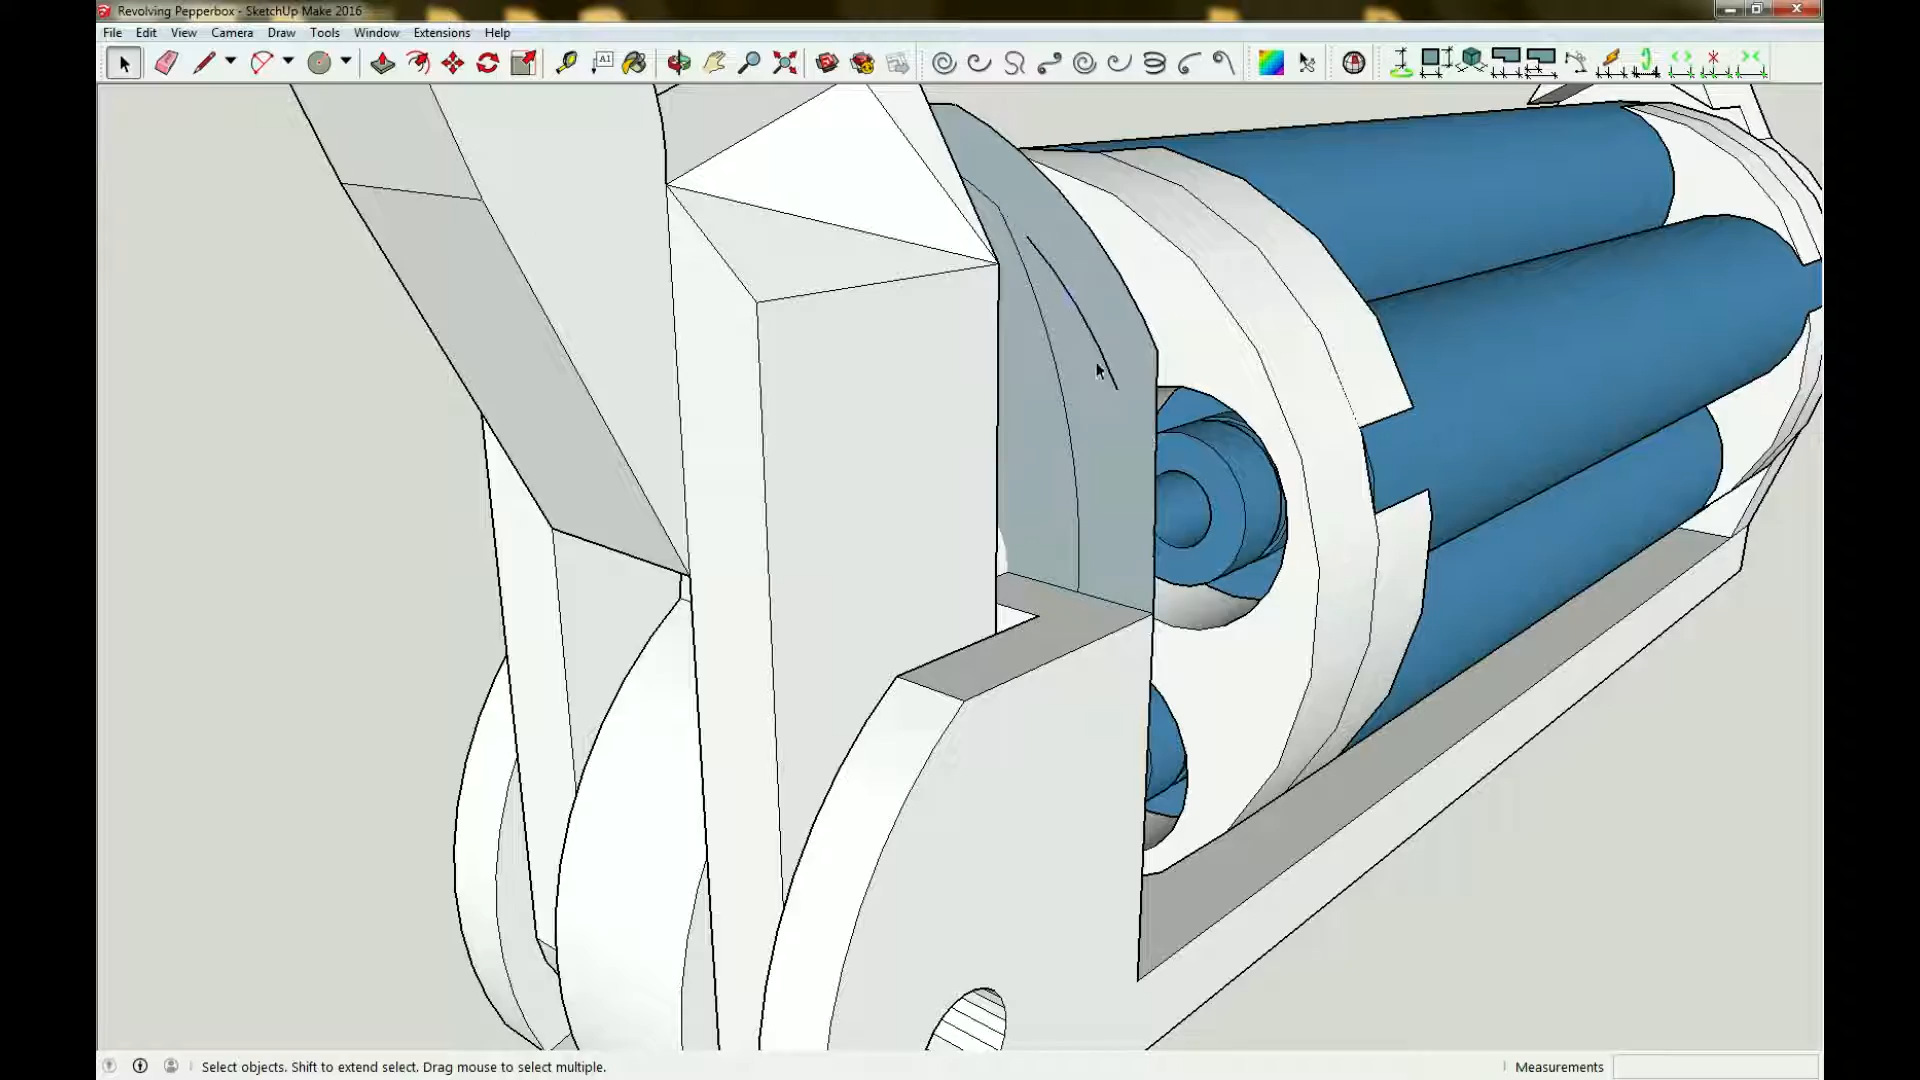 Revolving Pepperbox - SketchUp Make 2016
File Edit View Camera Draw Tools Window Extensions Help
A1
Select objects. Shift to extend select. Drag mouse to select multiple.
Measurements